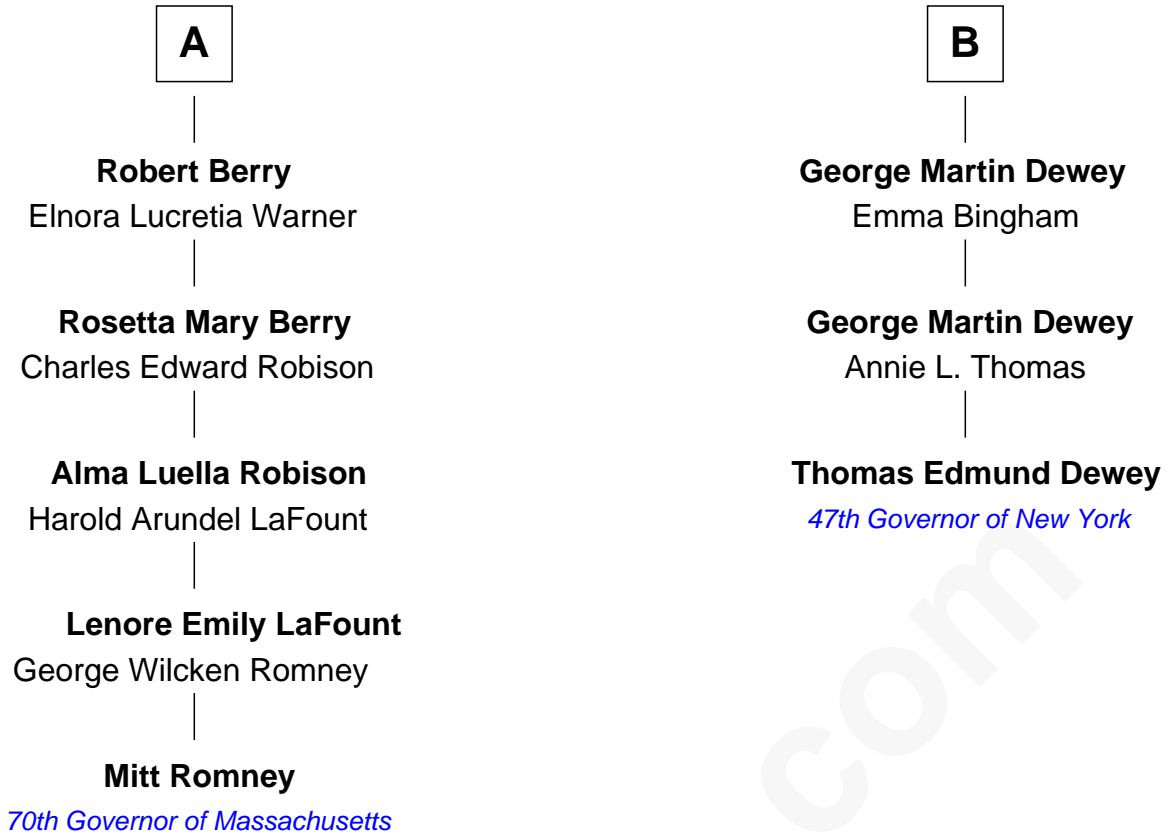 A
Robert Berry
Elnora Lucretia Warner
Rosetta Mary Berry
Charles Edward Robison
Alma Luella Robison
Harold Arundel LaFount
Lenore Emily LaFount
George Wilcken Romney
Mitt Romney
70th Governor of Massachusetts
B
George Martin Dewey
Emma Bingham
George Martin Dewey
Annie L. Thomas
Thomas Edmund Dewey
47th Governor of New York
com